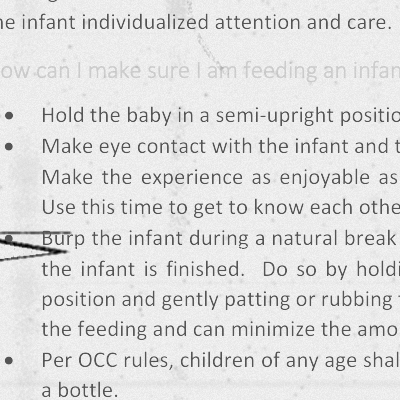 he infant individualized attention and care.
ow can I make sure I am feeding an infan
• Hold the baby in a semi-upright positio
• Make eye contact with the infant and t
Make the experience as enjoyable as
Use this time to get to know each othe
• Burp the infant during a natural break
the infant is finished. Do so by holdi
position and gently patting or rubbing
the feeding and can minimize the amo
• Per OCC rules, children of any age shal
a bottle.